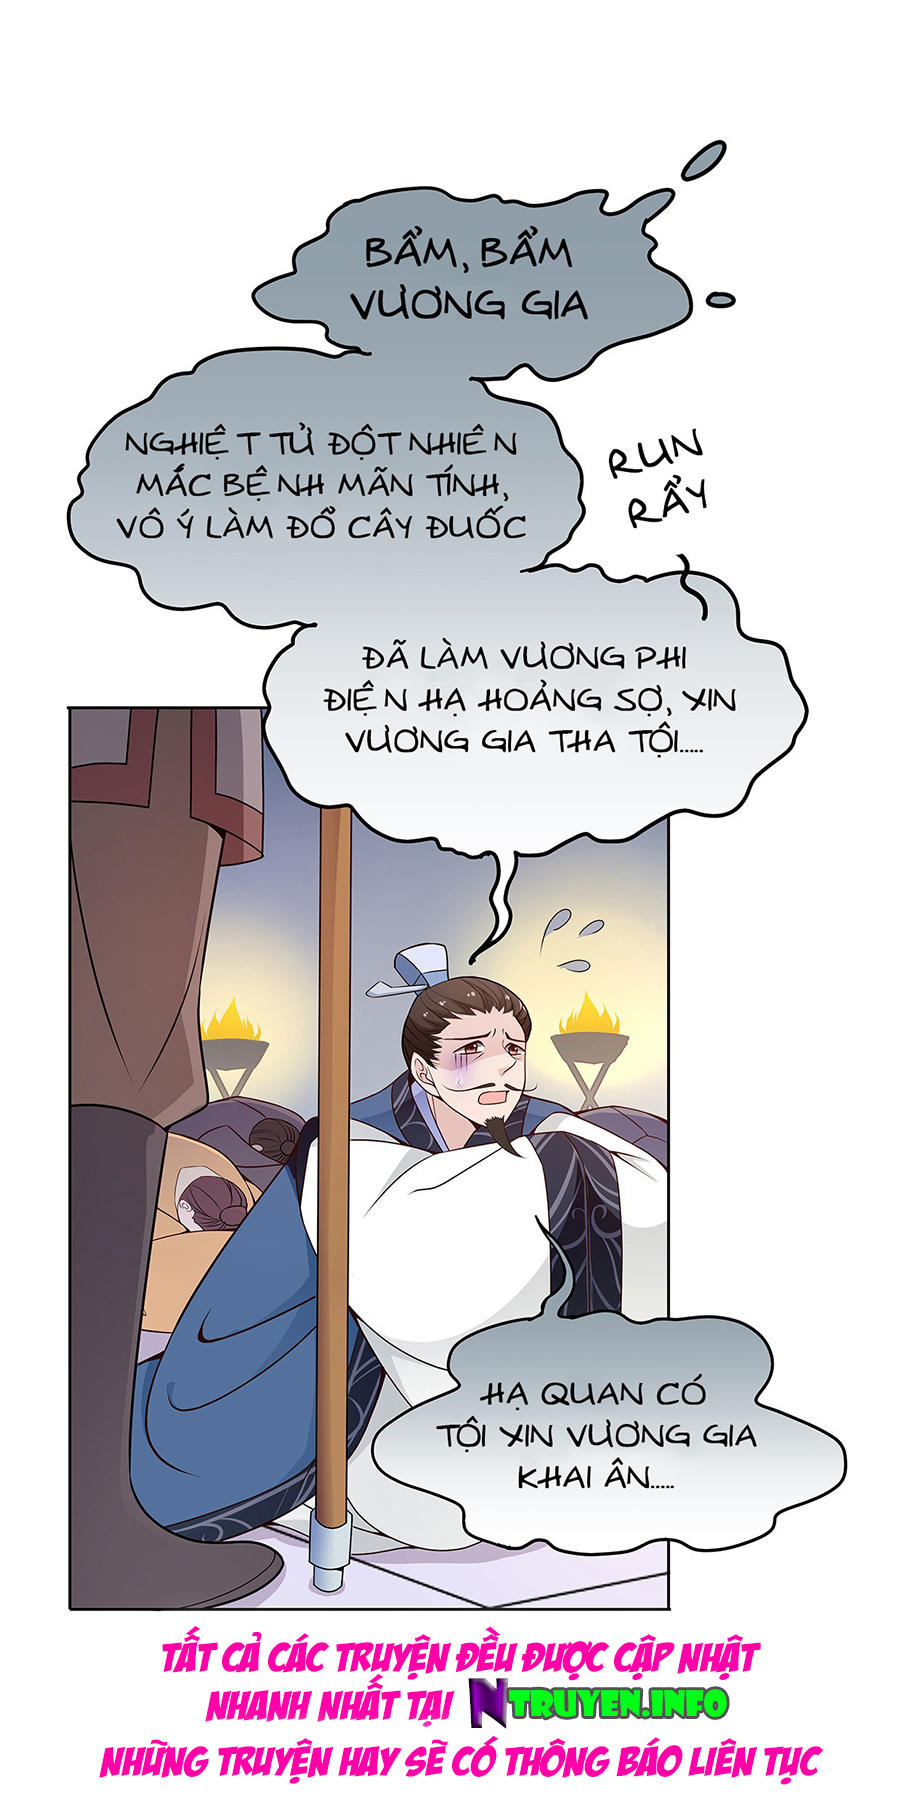 BẨM, BẨM
VƯƠNG GIA
NGHIỆT TỬ ĐỘT NHIÊN
MẮC BỆNH MÃN TÍNH,
VÔ Ý LÀM ĐỔ CÂY ĐUỐC
RUN
RẨY
ĐÃ LÀM VƯƠNG PHI
ĐIỆN HẠ HOẢNG SỢ, XIN
VƯƠNG GIA THA TỘI.....
HẠ QUAN CÓ
TỘI XIN VƯƠNG GIA
KHAI ÂN.....
TẤT CẢ CÁC TRUYỆN ĐỀU ĐƯỢC CẬP NHẬT
NHANH NHẤT TẠI NTRUYEN.INFO
NHỮNG TRUYỆN HAY SẼ CÓ THÔNG BÁO LIÊN TỤC